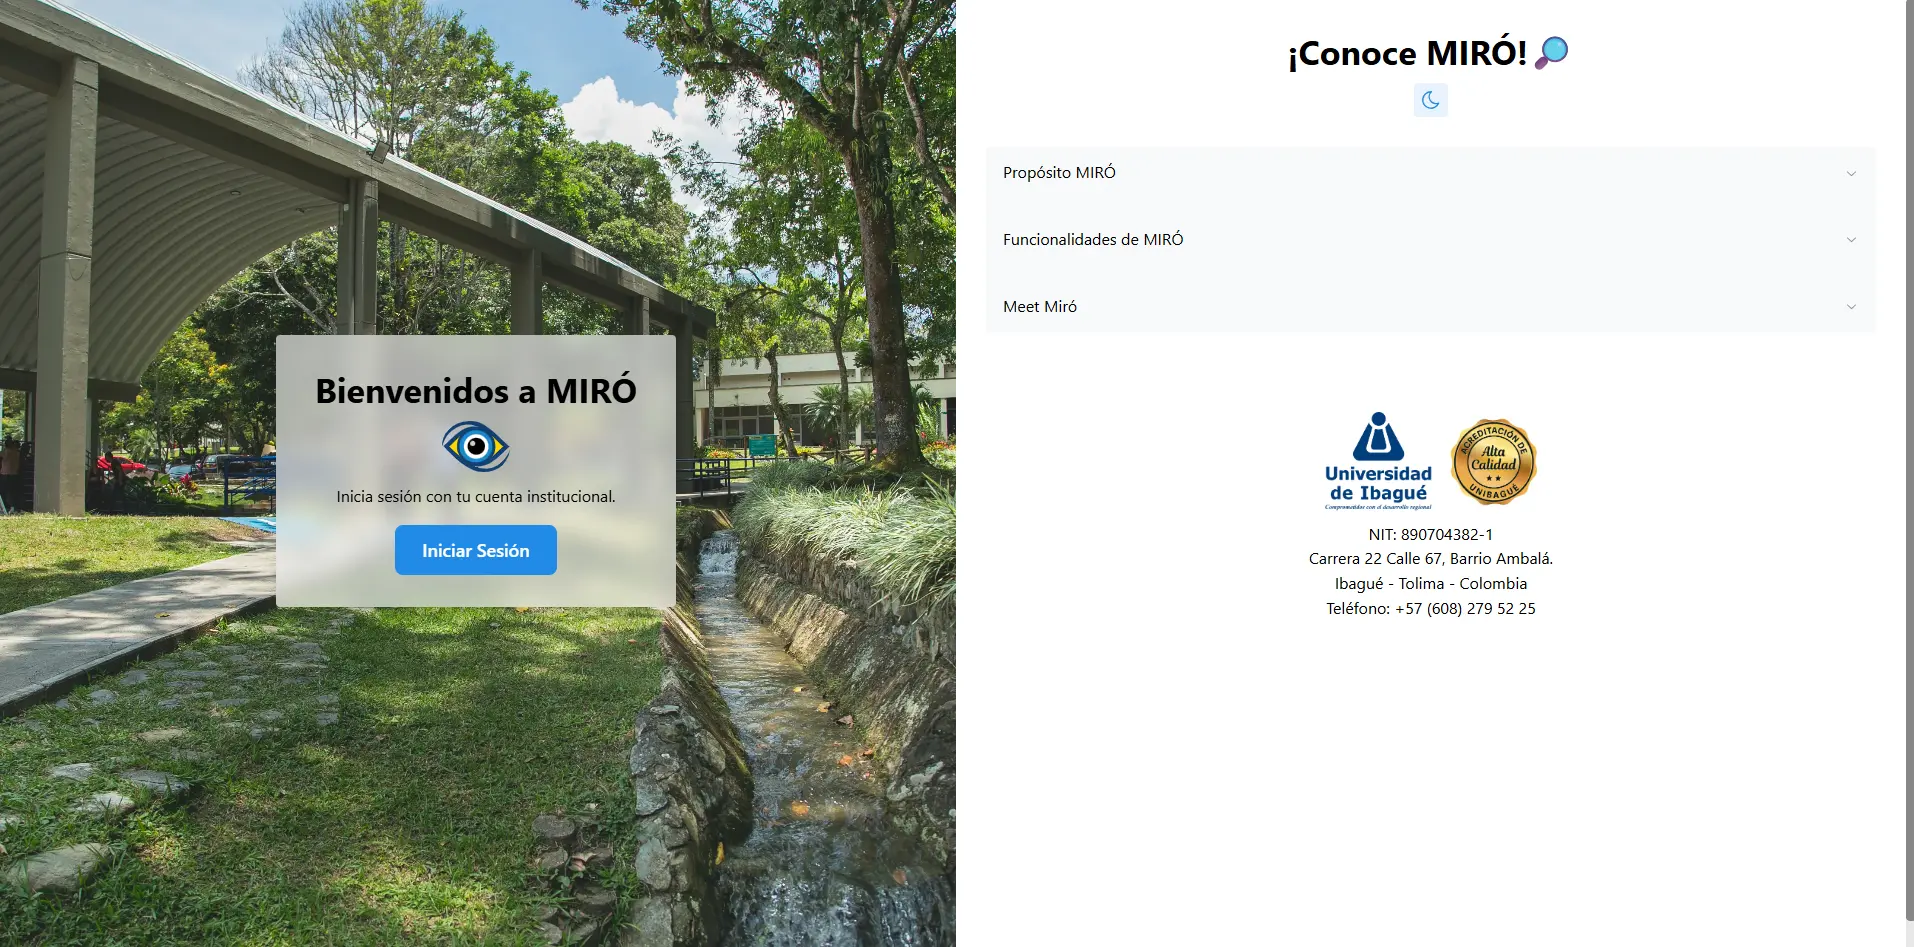 Bienvenidos a MIRÓ
Inicia sesión con tu cuenta institucional.
Iniciar Sesión
¡Conoce MIRÓ!
Propósito MIRÓ
Funcionalidades de MIRÓ
Meet Miró
Universidad
de Ibagué
Comprometidos con el desarrollo regional
ACREDITACIÓN DE
Alta
Calidad
UNIBAGUÉ
NIT: 890704382-1
Carrera 22 Calle 67, Barrio Ambalá.
Ibagué - Tolima - Colombia
Teléfono: +57 (608) 279 52 25